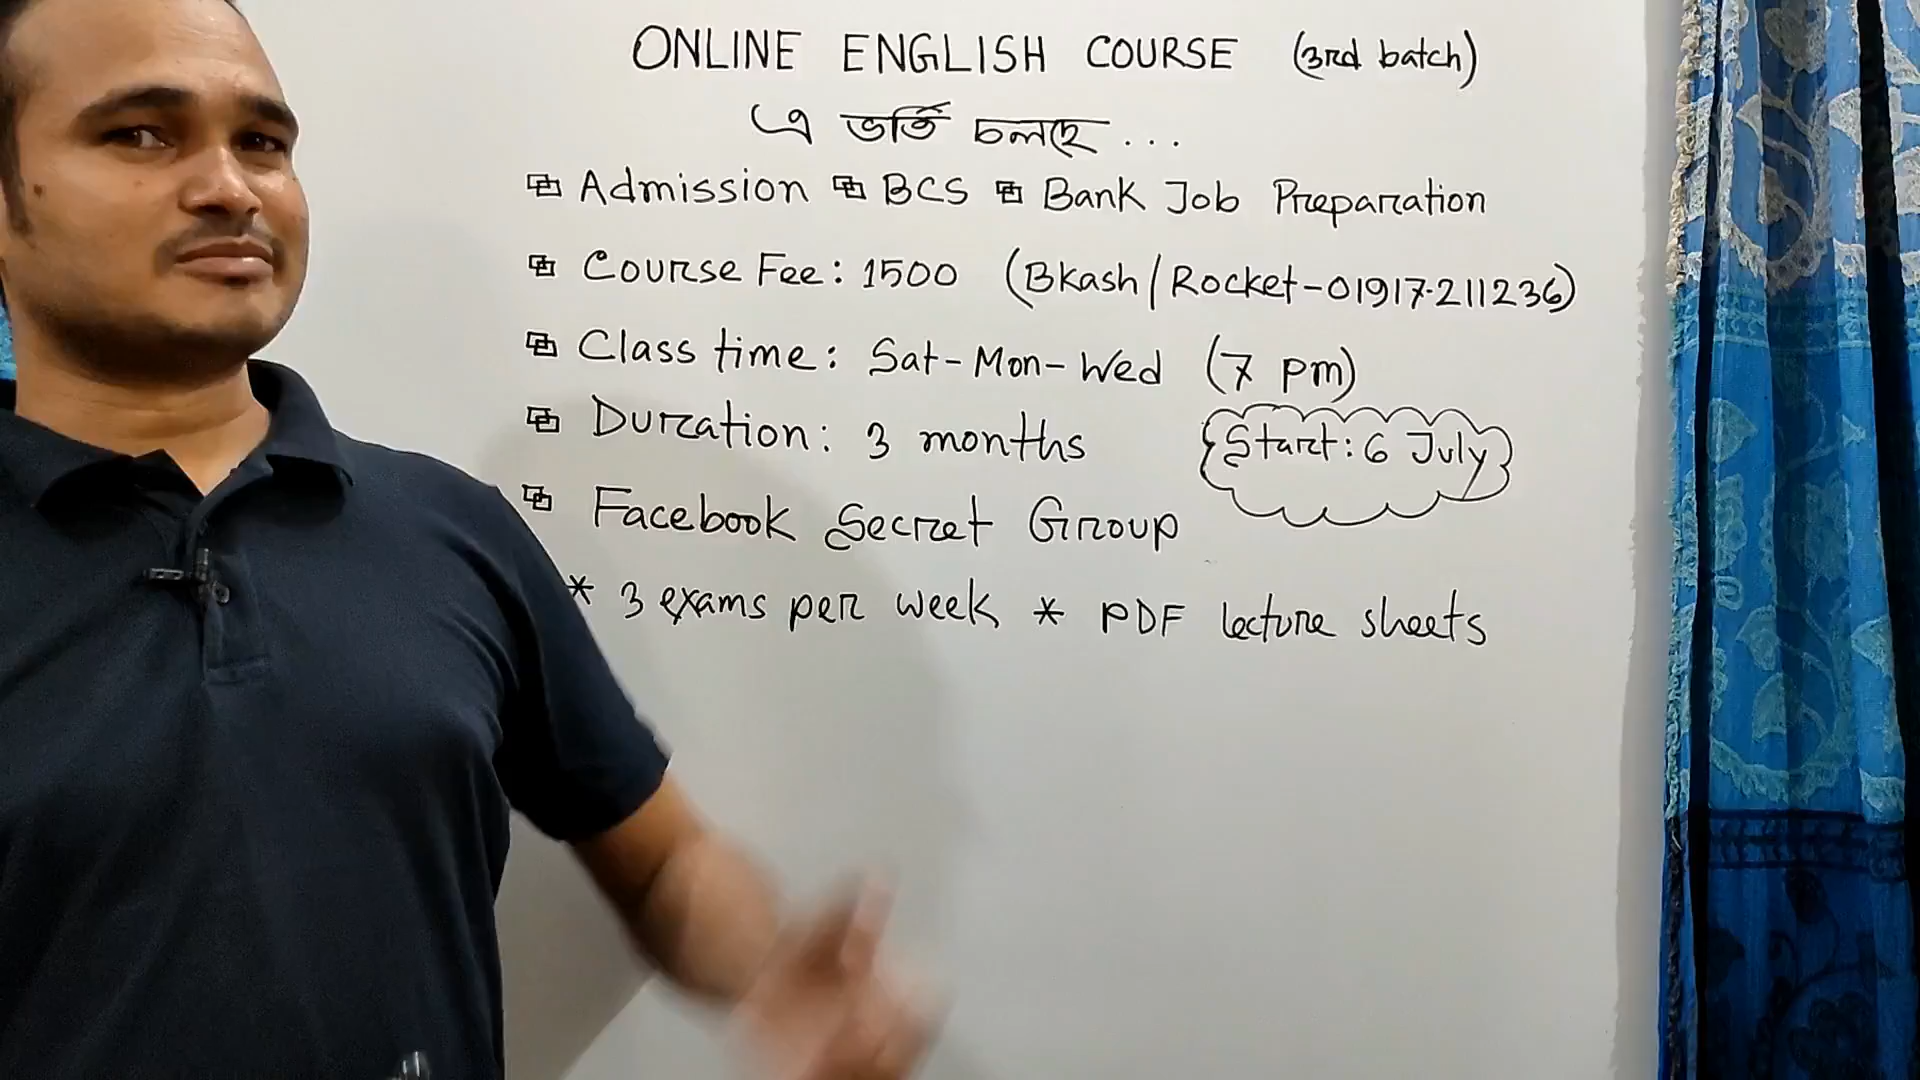 ONLINE ENGLISH COURSE (3rd batch)
এ ভর্তি চলছে...
Admission BCS Bank Job Preparation
Course Fee: 1500 (Bkash/Rocket-01917-211236)
Class time: Sat-Mon-Wed (7 pm)
Duration: 3 months
Start: 6 July
Facebook Secret Group
* 3 exams per week * PDF lecture sheets